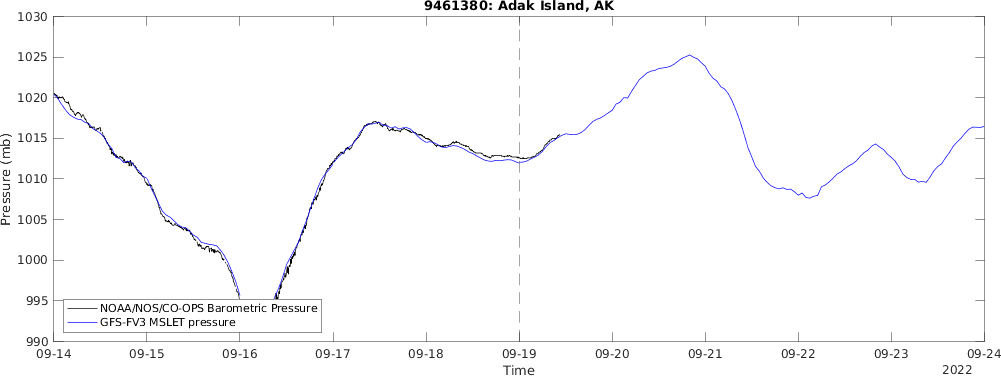 9461380: Adak Island, AK
Pressure (mb)
1030
1025
1020
1015
1010
1005
1000
995
990
NOAA/NOS/CO-OPS Barometric Pressure
GFS-FV3 MSLET pressure
09-14 09-15 09-16 09-17 09-18 09-19 09-20 09-21 09-22 09-23 09-24
Time
2022